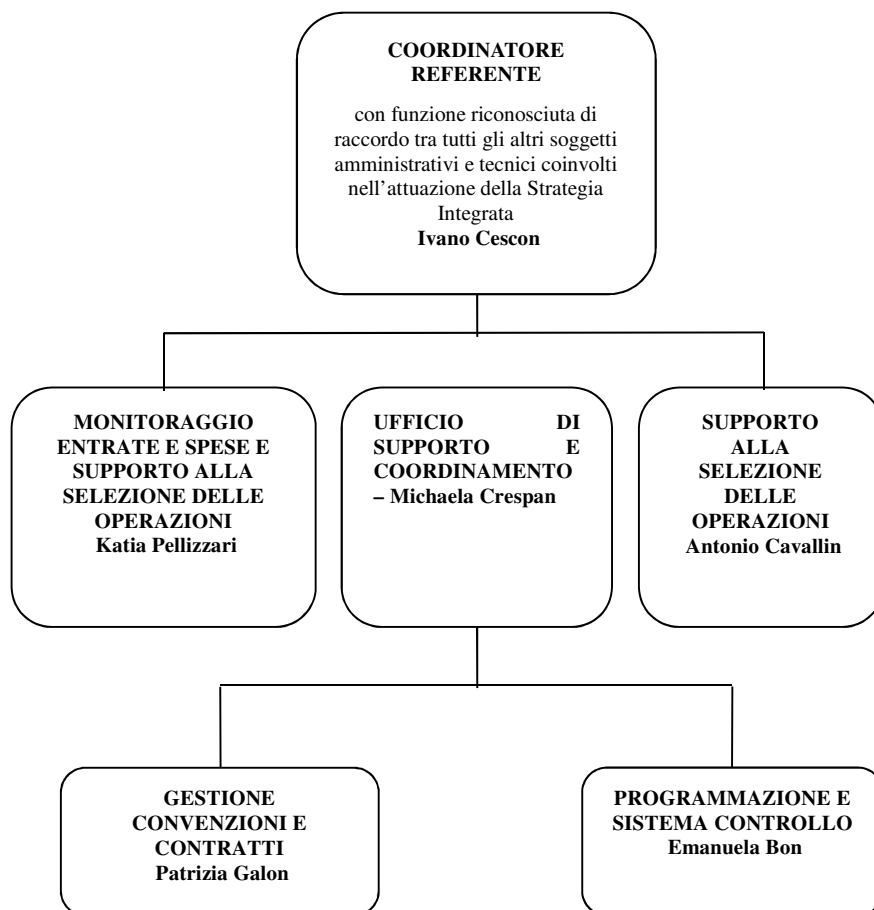 COORDINATORE
REFERENTE
con funzione riconosciuta di
raccordo tra tutti gli altri soggetti
amministrativi e tecnici coinvolti
nell'attuazione della Strategia
Integrata
Ivano Cescon
MONITORAGGIO
ENTRATE E SPESE E
SUPPORTO ALLA
SELEZIONE DELLE
OPERAZIONI
Katia Pellizzari
UFFICIO DI
SUPPORTO E
COORDINAMENTO
– Michaela Crespan
SUPPORTO
ALLA
SELEZIONE
DELLE
OPERAZIONI
Antonio Cavallin
GESTIONE
CONVENZIONI E
CONTRATTI
Patrizia Galon
PROGRAMMAZIONE E
SISTEMA CONTROLLO
Emanuela Bon